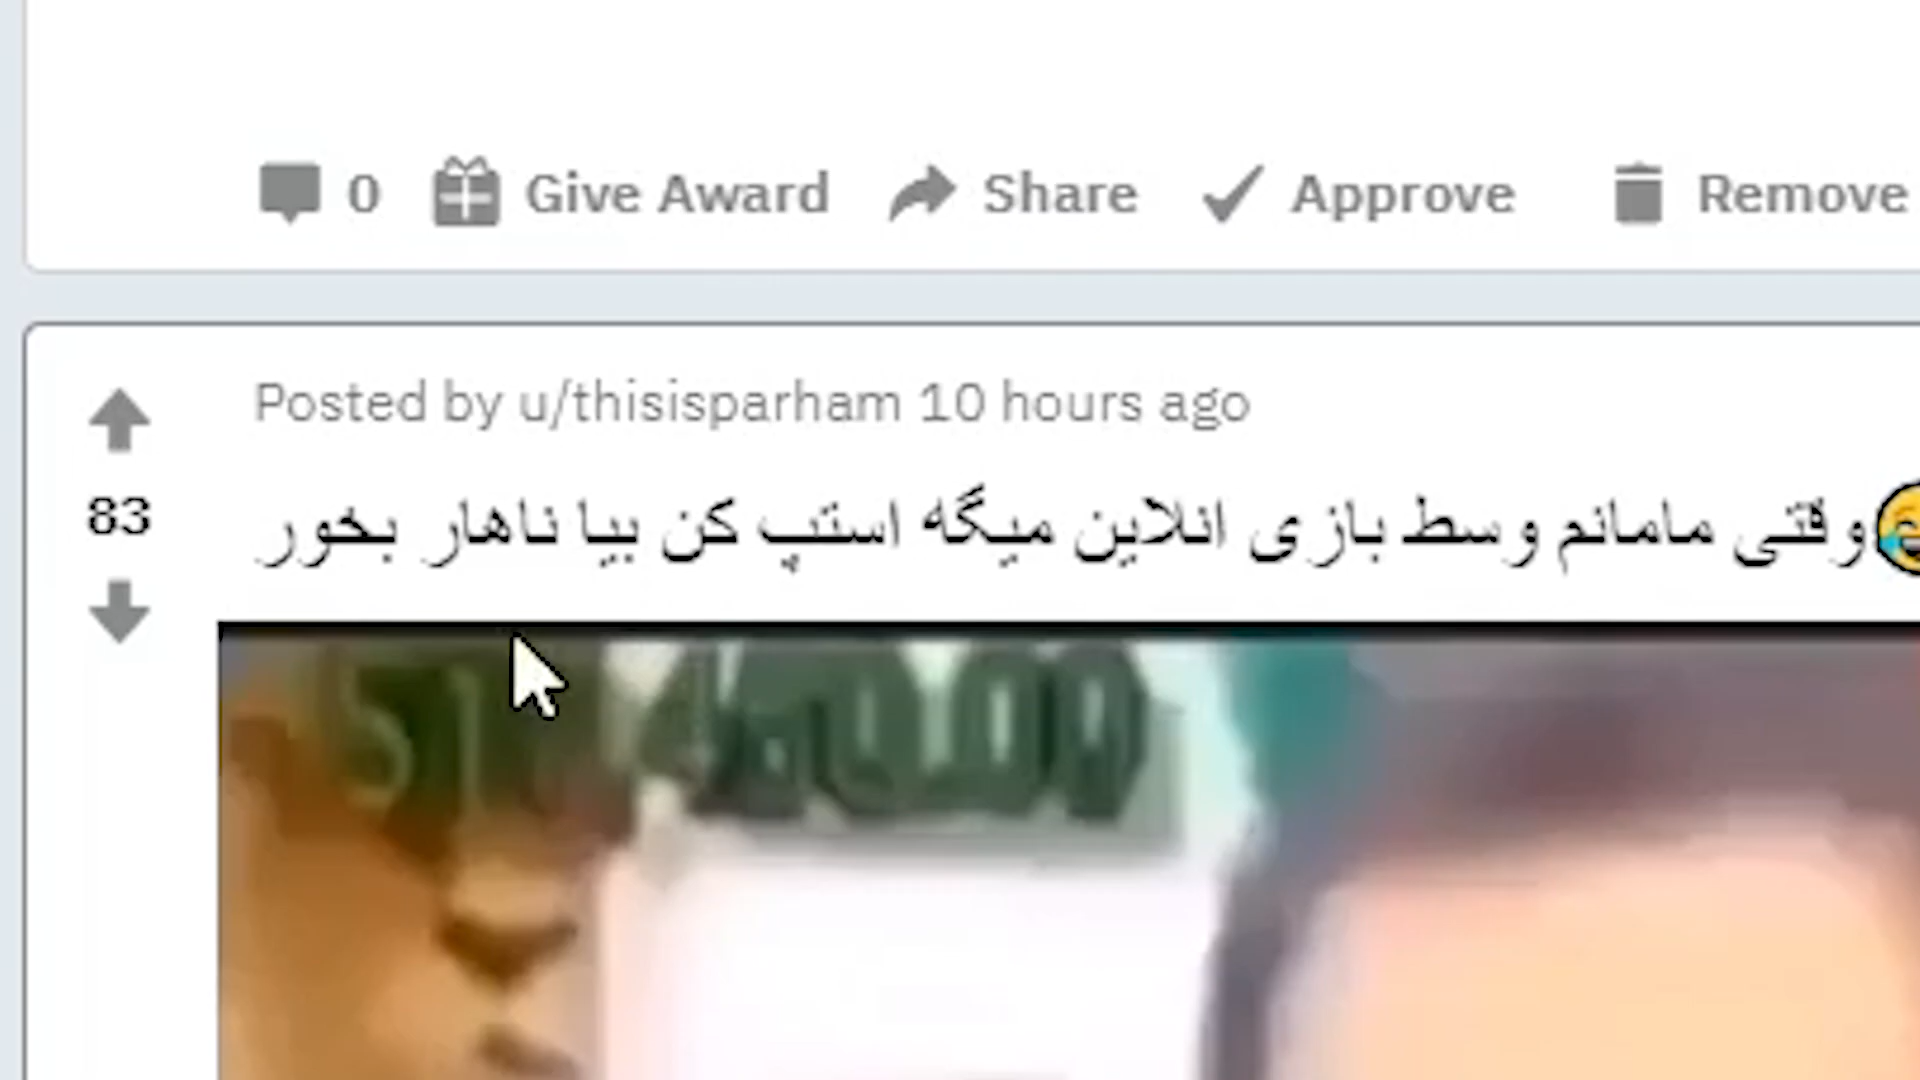 0 Give Award Share Approve Remove
Posted by u/thisisparham 10 hours ago
83
وقتی مامانم وسط بازی انلاین میگه استپ کن بیا ناهار بخور😂